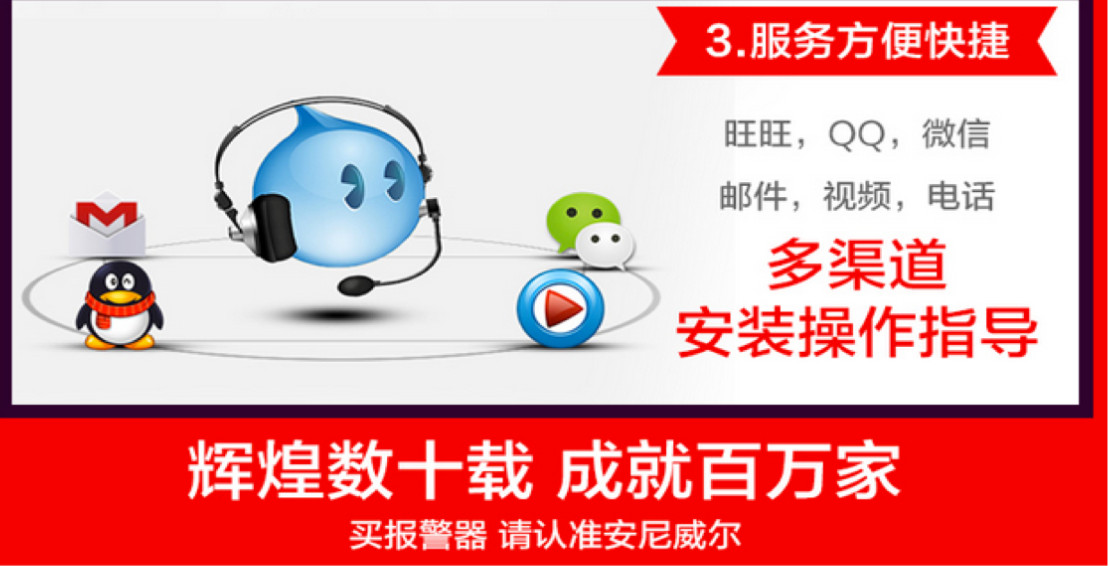 3.服务方便快捷
旺旺，QQ，微信
邮件，视频，电话
多渠道
安装操作指导
辉煌数十载 成就百万家
买报警器 请认准安尼威尔